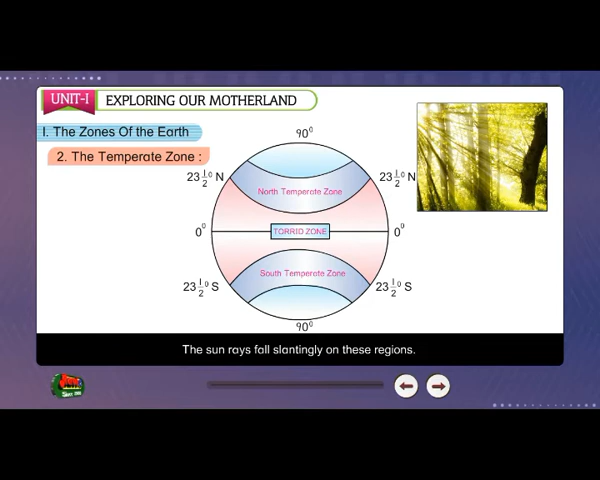 UNIT-I EXPLORING OUR MOTHERLAND
I. The Zones Of the Earth
2. The Temperate Zone :
90⁰
23 1/2⁰ N
23 1/2⁰ N
North Temperate Zone
0⁰
TORRID ZONE
0⁰
South Temperate Zone
23 1/2⁰ S
23 1/2⁰ S
90⁰
The sun rays fall slantingly on these regions.